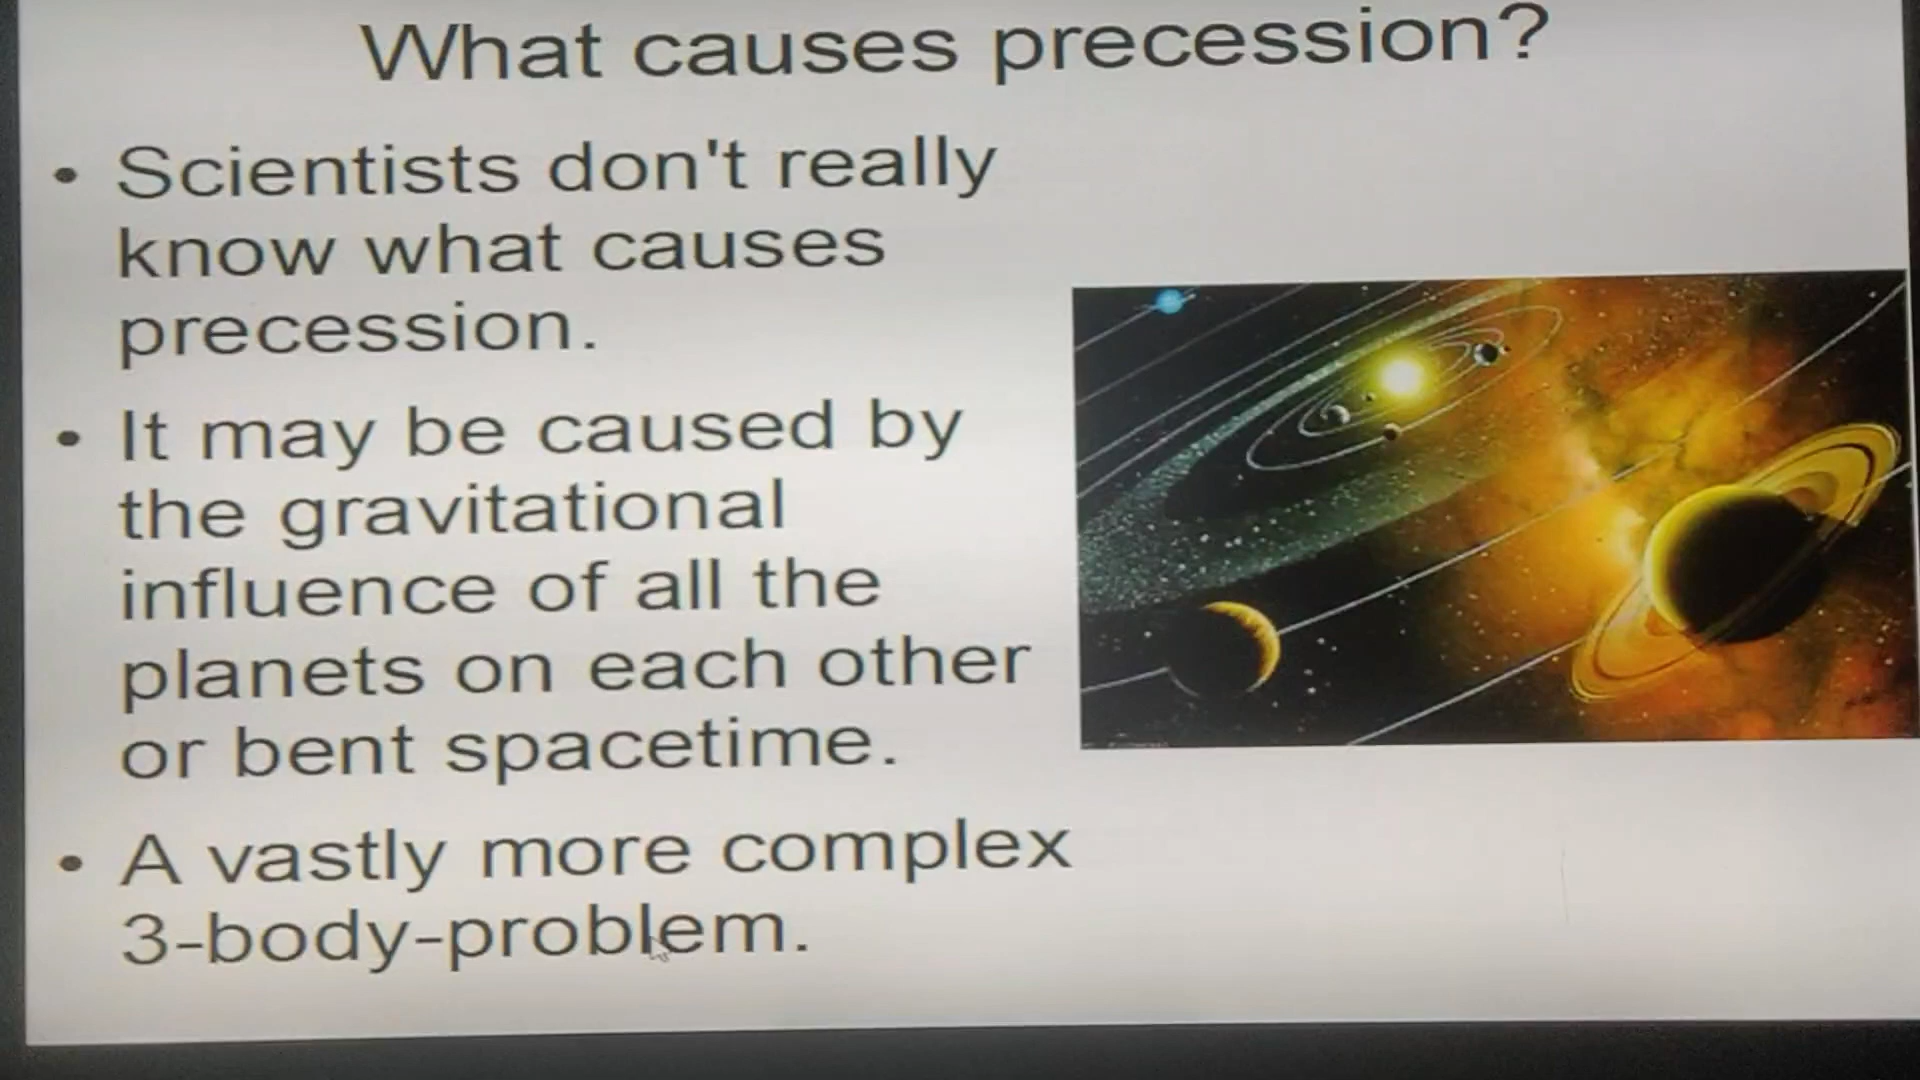 What causes precession?
• Scientists don't really
know what causes
precession.
• It may be caused by
the gravitational
influence of all the
planets on each other
or bent spacetime.
• A vastly more complex
3-body-problem.